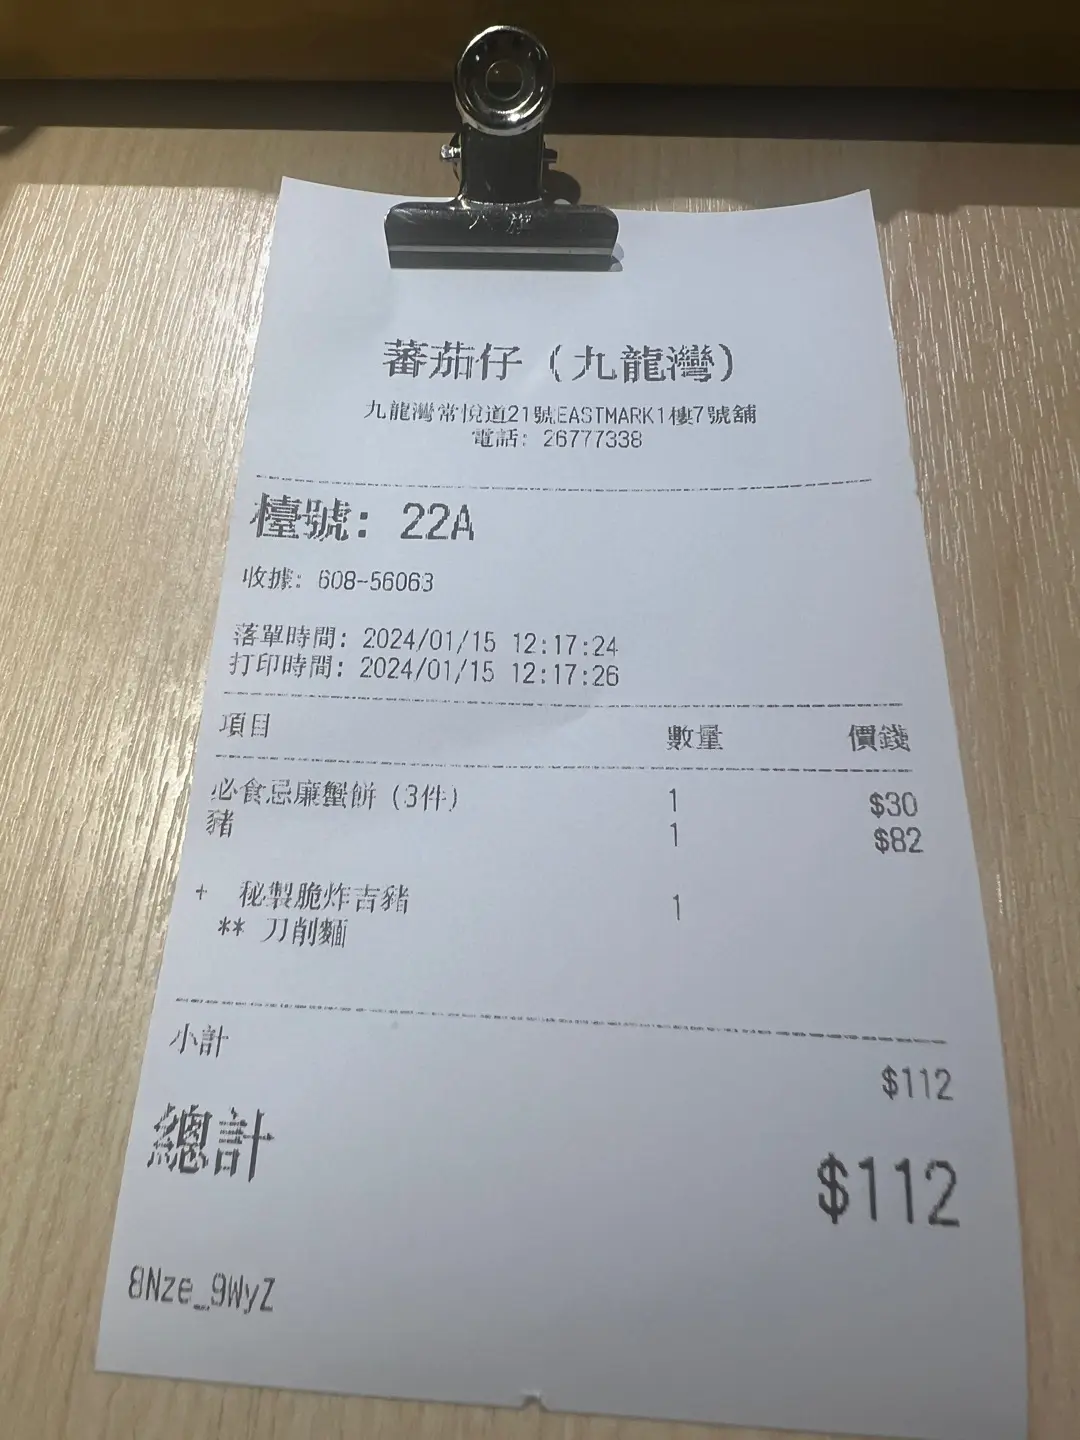 蕃茄仔（九龍灣）
九龍灣常悅道21號EASTMARK1樓7號舖
電話: 26777338
檯號: 22A
收據: 608-56063
落單時間: 2024/01/15 12:17:24
打印時間: 2024/01/15 12:17:26
項目 數量 價錢
必食忌廉蟹餅 (3件) 1 $30
豬 1 $82
+ 秘製脆炸吉豬 1
** 刀削麵
小計 $112
總計 $112
8Nze_9WyZ